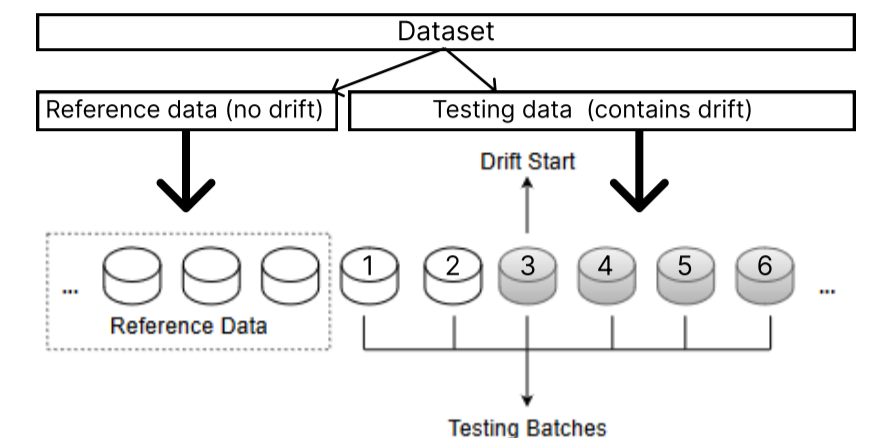 Dataset
Reference data (no drift)
Testing data (contains drift)
Drift Start
... 1 2 3 4 5 6 ...
Reference Data
Testing Batches